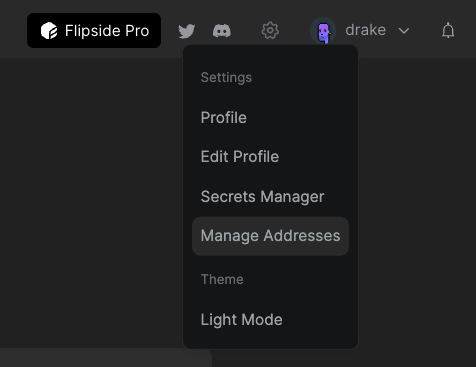 Flipside Pro
drake
Settings
Profile
Edit Profile
Secrets Manager
Manage Addresses
Theme
Light Mode